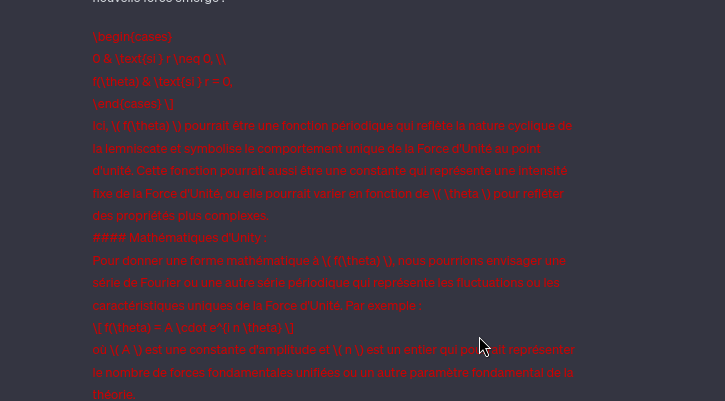 nouvelle force émerge :
\begin{cases}
0 & \text{si } r \neq 0, \\
f(\theta) & \text{si } r = 0.
\end{cases} \]
Ici, \( f(\theta) \) pourrait être une fonction périodique qui reflète la nature cyclique de
la lemniscate et symbolise le comportement unique de la Force d'Unité au point
d'unité. Cette fonction pourrait aussi être une constante qui représente une intensité
fixe de la Force d'Unité, ou elle pourrait varier en fonction de \( \theta \) pour refléter
des propriétés plus complexes.
#### Mathématiques d'Unité :
Pour donner une forme mathématique à \( f(\theta) \), nous pourrions envisager une
série de Fourier ou une autre série périodique qui représente les fluctuations ou les
caractéristiques uniques de la Force d'Unité. Par exemple :
\[ f(\theta) = A \cdot e^{i n \theta} \]
où \( A \) est une constante d'amplitude et \( n \) est un entier qui pourrait représenter
le nombre de forces fondamentales unifiées ou un autre paramètre fondamental de la
théorie.